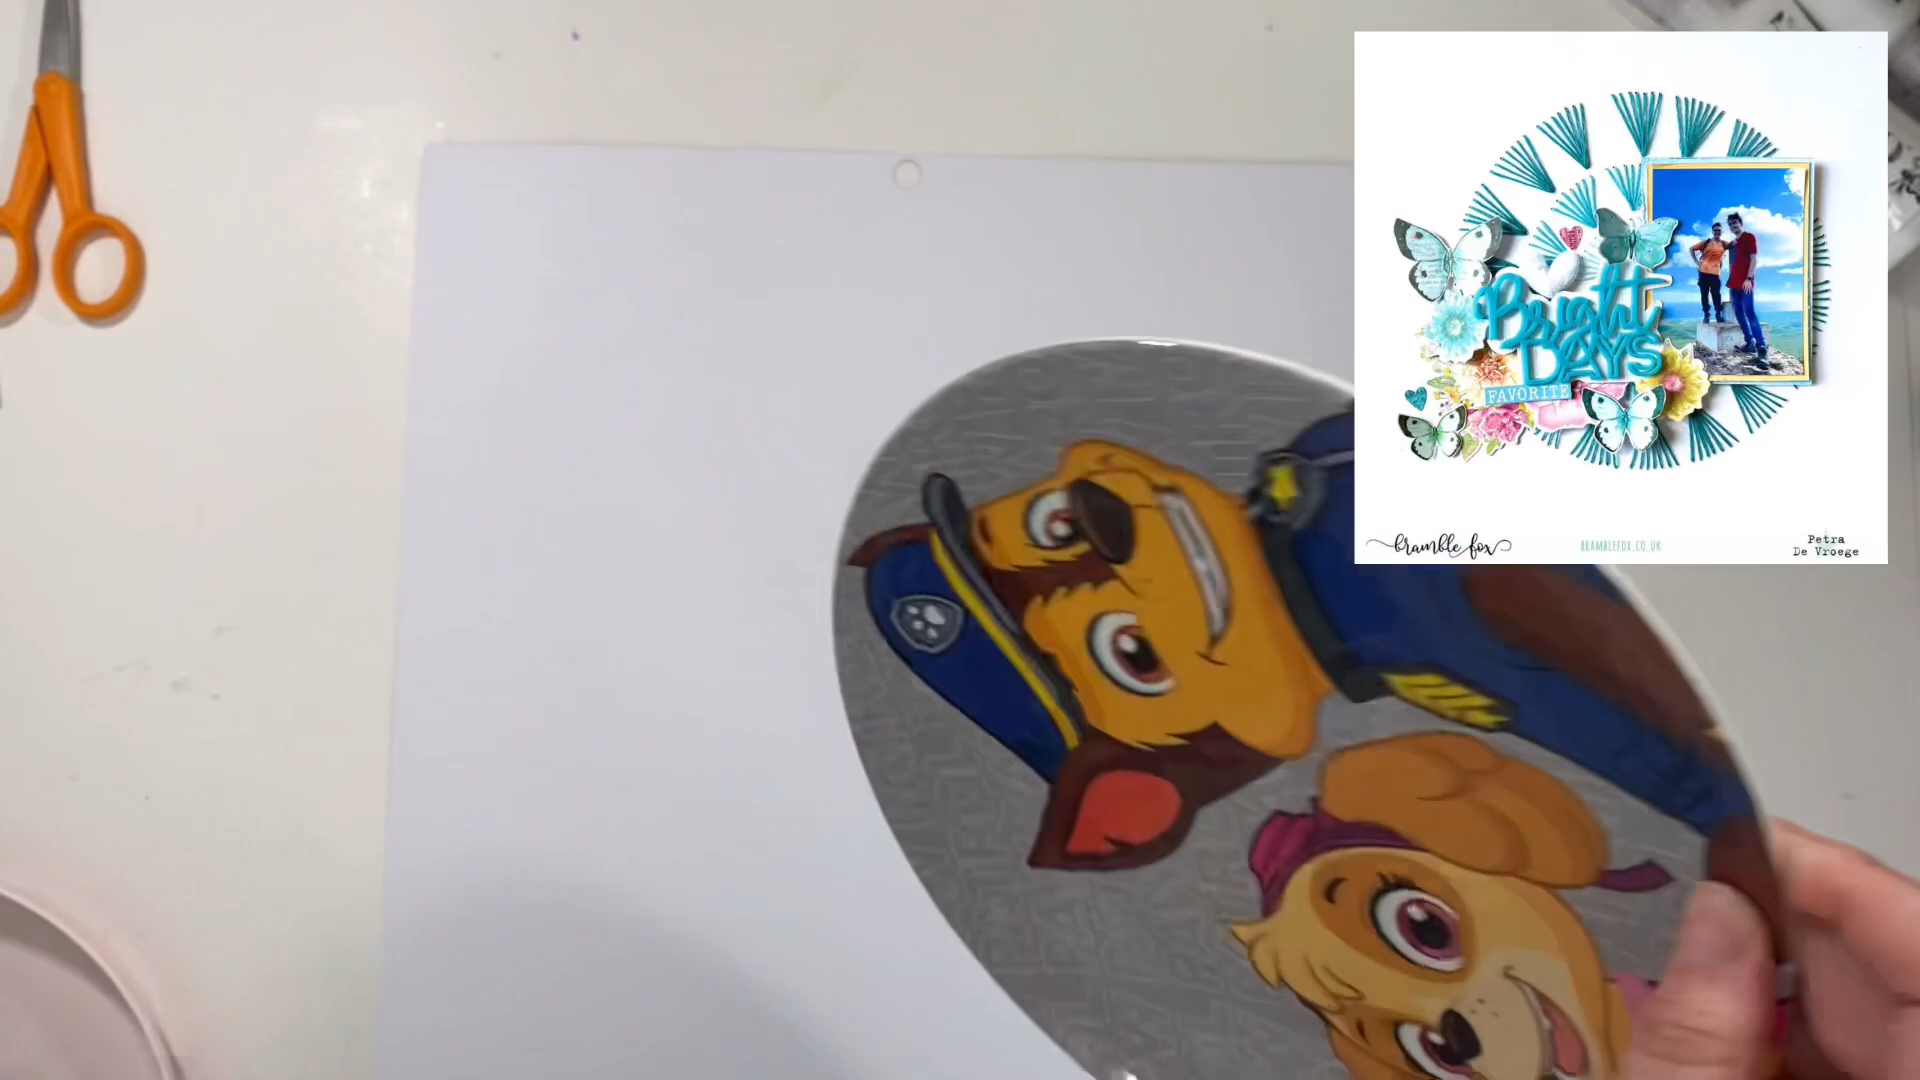 Bright
DAYS
FAVORITE
bramble fox
BRAMBLEFOX.CO.UK
Petra
De Vroege